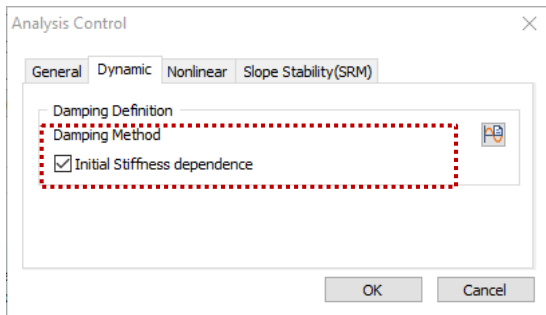 Analysis Control
General Dynamic Nonlinear Slope Stability(SRM)
Damping Definition
Damping Method
Initial Stiffness dependence
OK Cancel